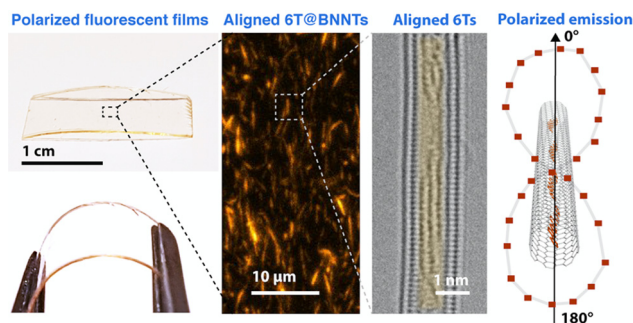 Polarized fluorescent films
Aligned 6T@BNNTs
Aligned 6Ts
Polarized emission
0°
1 cm
10 µm
1 nm
180°